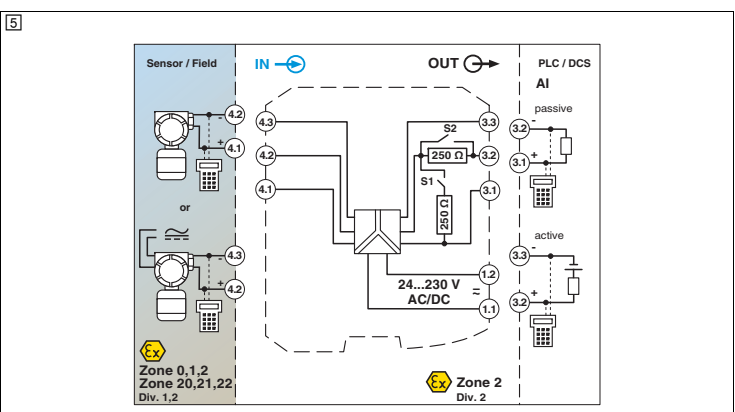 5
Sensor / Field
IN
OUT
PLC / DCS
AI
passive
4.2
-
+
4.1
or
4.3
-
+
4.2
Ex
Zone 0,1,2
Zone 20,21,22
Div. 1,2
4.3
4.2
4.1
S2
250 Ω
S1
250 Ω
3.3
3.2
3.1
24...230 V
AC/DC
=
1.2
1.1
Ex
Zone 2
Div. 2
3.2
-
3.1
+
active
3.3
-
3.2
+